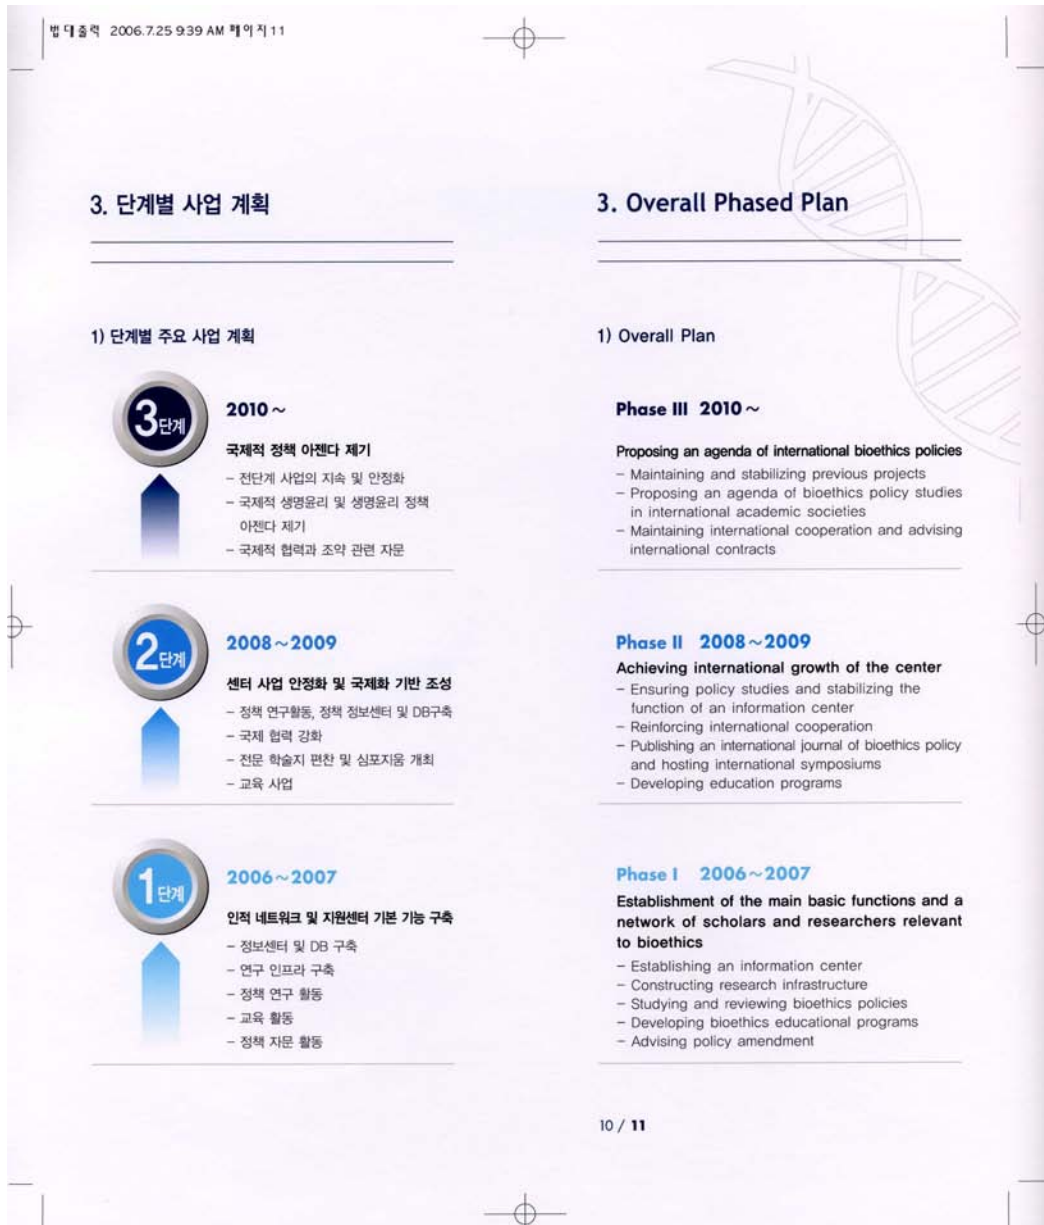 법대출력 2006.7.25 9:39 AM 페이지11
3. 단계별 사업 계획
1) 단계별 주요 사업 계획
3단계
2010~
국제적 정책 아젠다 제기
- 전단계 사업의 지속 및 안정화
- 국제적 생명윤리 및 생명윤리 정책
아젠다 제기
- 국제적 협력과 조약 관련 자문
2단계
2008~2009
센터 사업 안정화 및 국제화 기반 조성
- 정책 연구활동, 정책 정보센터 및 DB구축
- 국제 협력 강화
- 전문 학술지 편찬 및 심포지움 개최
- 교육 사업
1단계
2006~2007
인적 네트워크 및 지원센터 기본 기능 구축
- 정보센터 및 DB 구축
- 연구 인프라 구축
- 정책 연구 활동
- 교육 활동
- 정책 자문 활동
3. Overall Phased Plan
1) Overall Plan
Phase III 2010~
Proposing an agenda of international bioethics policies
- Maintaining and stabilizing previous projects
- Proposing an agenda of bioethics policy studies
in international academic societies
- Maintaining international cooperation and advising
international contracts
Phase II 2008~2009
Achieving international growth of the center
- Ensuring policy studies and stabilizing the
function of an information center
- Reinforcing international cooperation
- Publishing an international journal of bioethics policy
and hosting international symposiums
- Developing education programs
Phase I 2006~2007
Establishment of the main basic functions and a
network of scholars and researchers relevant
to bioethics
- Establishing an information center
- Constructing research infrastructure
- Studying and reviewing bioethics policies
- Developing bioethics educational programs
- Advising policy amendment
10 / 11